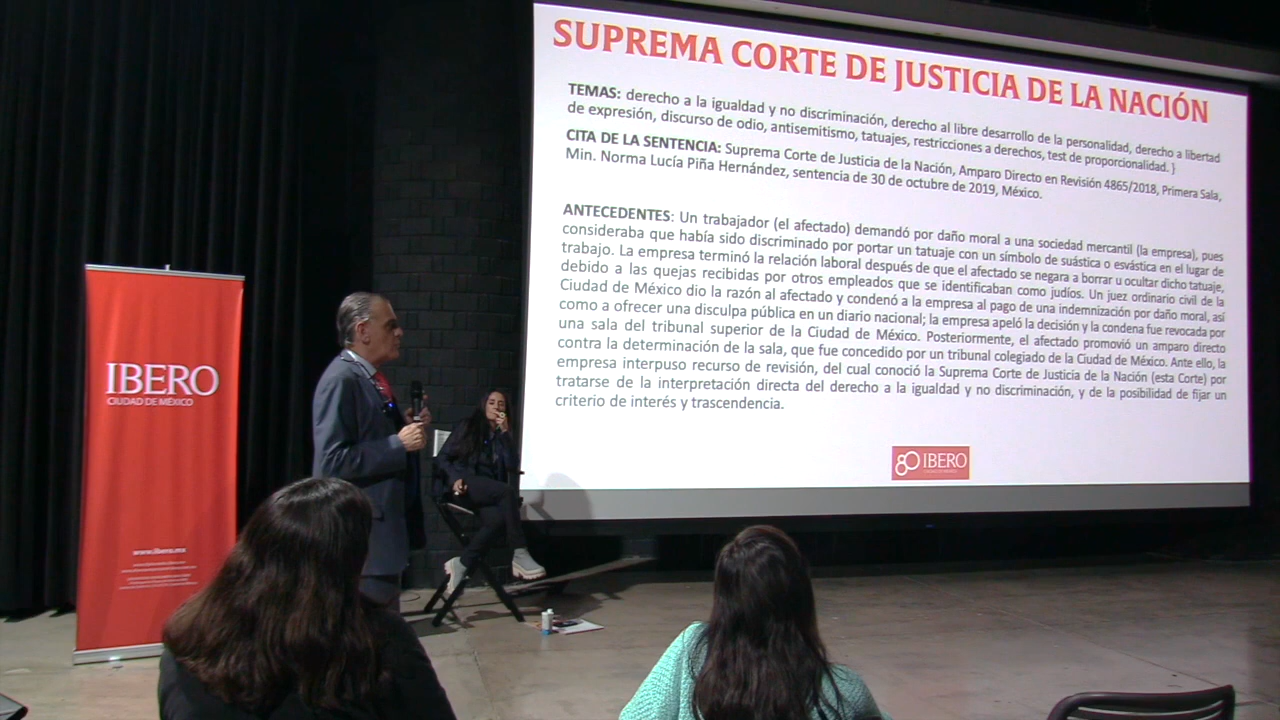 SUPREMA CORTE DE JUSTICIA DE LA NACIÓN
TEMAS: derecho a la igualdad y no discriminación, derecho al libre desarrollo de la personalidad, derecho a libertad
de expresión, discurso de odio, antisemitismo, tatuajes, restricciones a derechos, test de proporcionalidad. }
CITA DE LA SENTENCIA: Suprema Corte de Justicia de la Nación, Amparo Directo en Revisión 4865/2018, Primera Sala,
Min. Norma Lucía Piña Hernández, sentencia de 30 de octubre de 2019, México.
ANTECEDENTES: Un trabajador (el afectado) demandó por daño moral a una sociedad mercantil (la empresa), pues
consideraba que había sido discriminado por portar un tatuaje con un símbolo de suástica o esvástica en el lugar de
trabajo. La empresa terminó la relación laboral después de que el afectado se negara a borrar u ocultar dicho tatuaje,
debido a las quejas recibidas por otros empleados que se identificaban como judíos. Un juez ordinario civil de la
Ciudad de México dio la razón al afectado y condenó a la empresa al pago de una indemnización por daño moral, así
como a ofrecer una disculpa pública en un diario nacional; la empresa apeló la decisión y la condena fue revocada por
una sala del tribunal superior de la Ciudad de México. Posteriormente, el afectado promovió un amparo directo
contra la determinación de la sala, que fue concedido por un tribunal colegiado de la Ciudad de México. Ante ello, la
empresa interpuso recurso de revisión, del cual conoció la Suprema Corte de Justicia de la Nación (esta Corte) por
tratarse de la interpretación directa del derecho a la igualdad y no discriminación, y de la posibilidad de fijar un
criterio de interés y trascendencia.
80 IBERO
IBERO
CIUDAD DE MÉXICO
www.ibero.mx